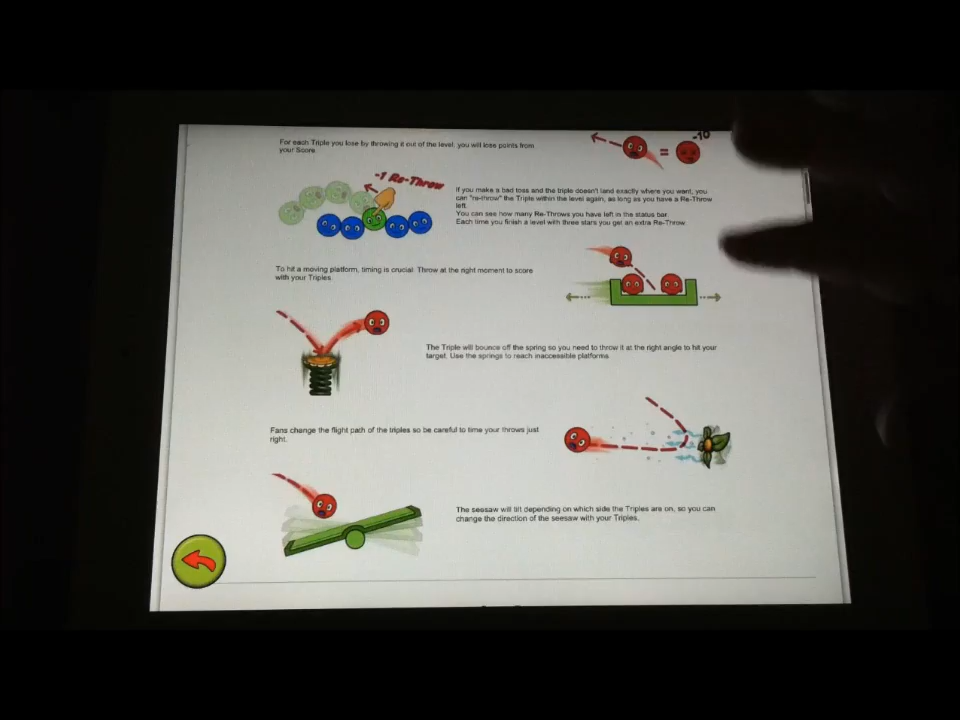 For each Triple you lose by throwing it out of the level, you will lose points from
your Score.
-10
=
-1 Re-Throw
If you make a bad toss and the triple doesn't land exactly where you want, you
can "re-throw" the Triple within the level again, as long as you have a Re-Throw
left.
You can see how many Re-Throws you have left in the status bar.
Each time you finish a level with three stars you get an extra Re-Throw.
To hit a moving platform, timing is crucial. Throw at the right moment to score
with your Triples.
The Triple will bounce off the spring so you need to throw it at the right angle to hit your
target. Use the springs to reach inaccessible platforms.
Fans change the flight path of the triples so be careful to time your throws just
right.
The seesaw will tilt depending on which side the Triples are on, so you can
change the direction of the seesaw with your Triples.